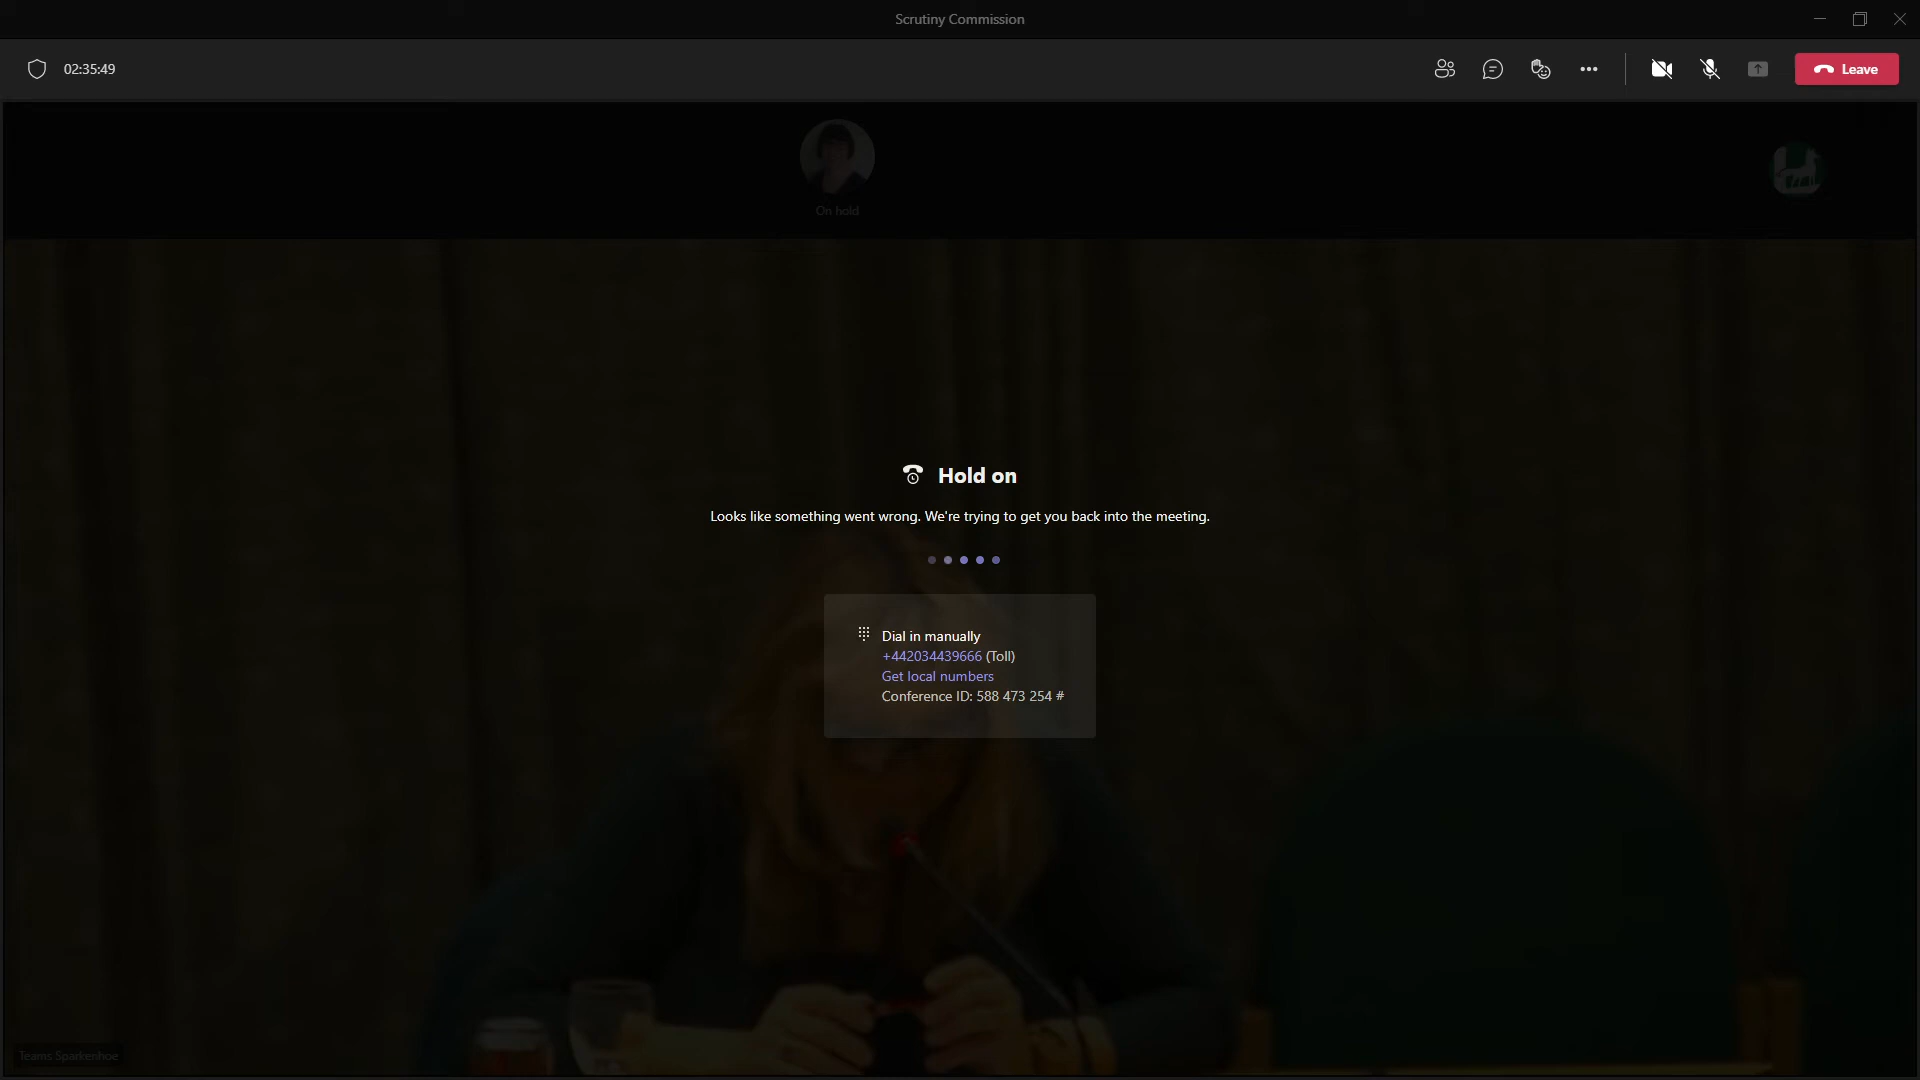 Scrutiny Commission
02:35:49
Leave
On hold
Hold on
Looks like something went wrong. We're trying to get you back into the meeting.
Dial in manually
+442034439666 (Toll)
Get local numbers
Conference ID: 588 473 254 #
Teams Sparkenhoe